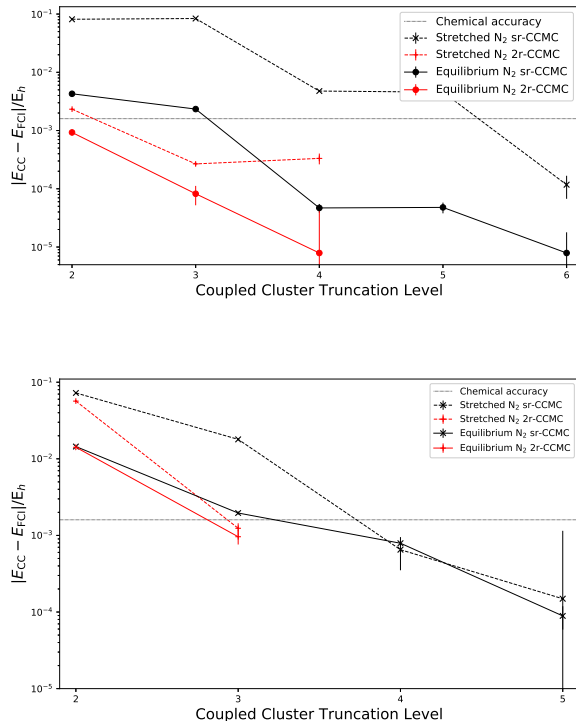 10⁻¹
10⁻²
10⁻³
10⁻⁴
10⁻⁵
|E_CC − E_FCI|/E_h
Chemical accuracy
Stretched N₂ sr-CCMC
Stretched N₂ 2r-CCMC
Equilibrium N₂ sr-CCMC
Equilibrium N₂ 2r-CCMC
2 3 4 5 6
Coupled Cluster Truncation Level
10⁻¹
10⁻²
10⁻³
10⁻⁴
10⁻⁵
|E_CC − E_FCI|/E_h
Chemical accuracy
Stretched N₂ sr-CCMC
Stretched N₂ 2r-CCMC
Equilibrium N₂ sr-CCMC
Equilibrium N₂ 2r-CCMC
2 3 4 5
Coupled Cluster Truncation Level